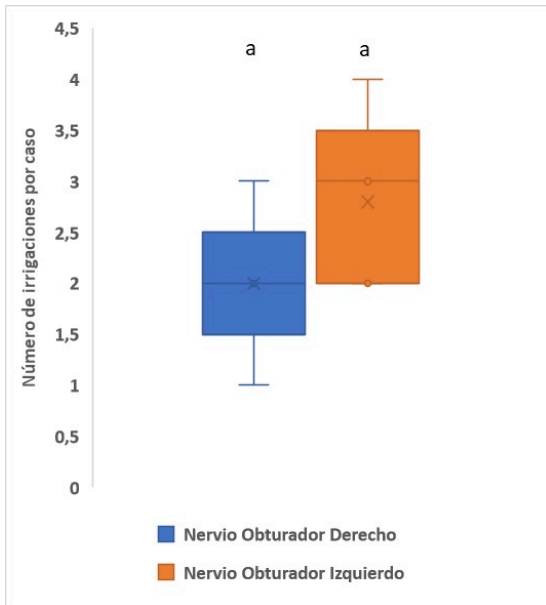 4,5
a a
4
3,5
3
2,5
2
1,5
1
0,5
0
Número de irrigaciones por caso
Nervio Obturador Derecho
Nervio Obturador Izquierdo